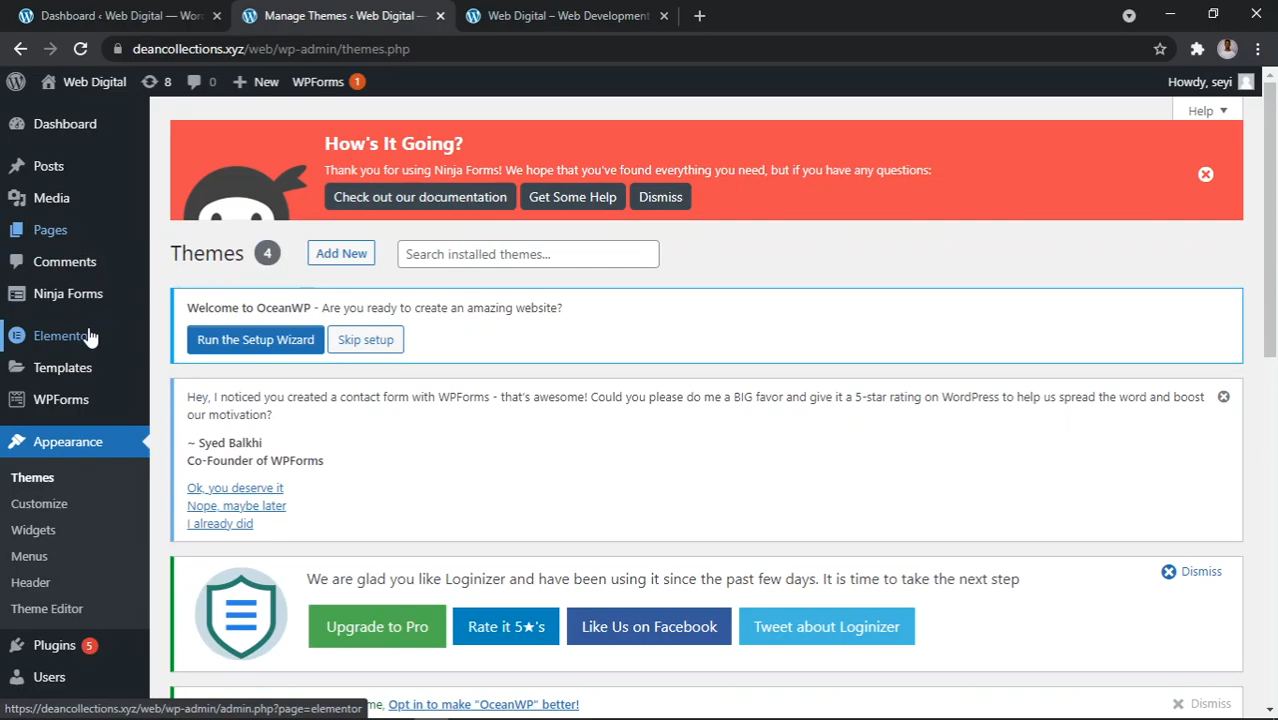 Dashboard ‹ Web Digital — Wor
Manage Themes ‹ Web Digital —
Web Digital – Web Development
deancollections.xyz/web/wp-admin/themes.php
Web Digital
8
0
New
WPForms 1
Howdy, seyi
Help
Dashboard
Posts
Media
Pages
Comments
Ninja Forms
Elemento
Templates
WPForms
Appearance
Themes
Customize
Widgets
Menus
Header
Theme Editor
Plugins 5
Users
How's It Going?
Thank you for using Ninja Forms! We hope that you've found everything you need, but if you have any questions:
Check out our documentation
Get Some Help
Dismiss
Themes 4
Add New
Search installed themes...
Welcome to OceanWP - Are you ready to create an amazing website?
Run the Setup Wizard
Skip setup
Hey, I noticed you created a contact form with WPForms - that's awesome! Could you please do me a BIG favor and give it a 5-star rating on WordPress to help us spread the word and boost
our motivation?
~ Syed Balkhi
Co-Founder of WPForms
Ok, you deserve it
Nope, maybe later
I already did
We are glad you like Loginizer and have been using it since the past few days. It is time to take the next step
Dismiss
Upgrade to Pro
Rate it 5★'s
Like Us on Facebook
Tweet about Loginizer
me, Opt in to make "OceanWP" better!
Dismiss
https://deancollections.xyz/web/wp-admin/admin.php?page=elementor